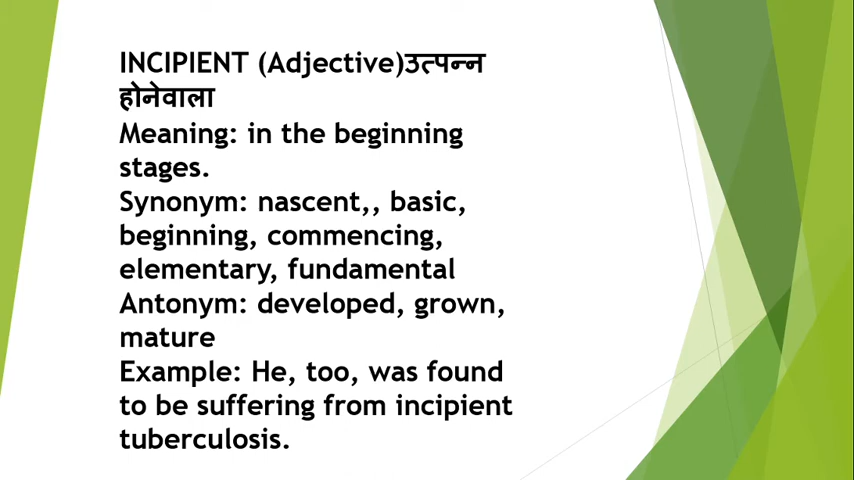 INCIPIENT (Adjective)उत्पन्न
होनेवाला
Meaning: in the beginning
stages.
Synonym: nascent,, basic,
beginning, commencing,
elementary, fundamental
Antonym: developed, grown,
mature
Example: He, too, was found
to be suffering from incipient
tuberculosis.